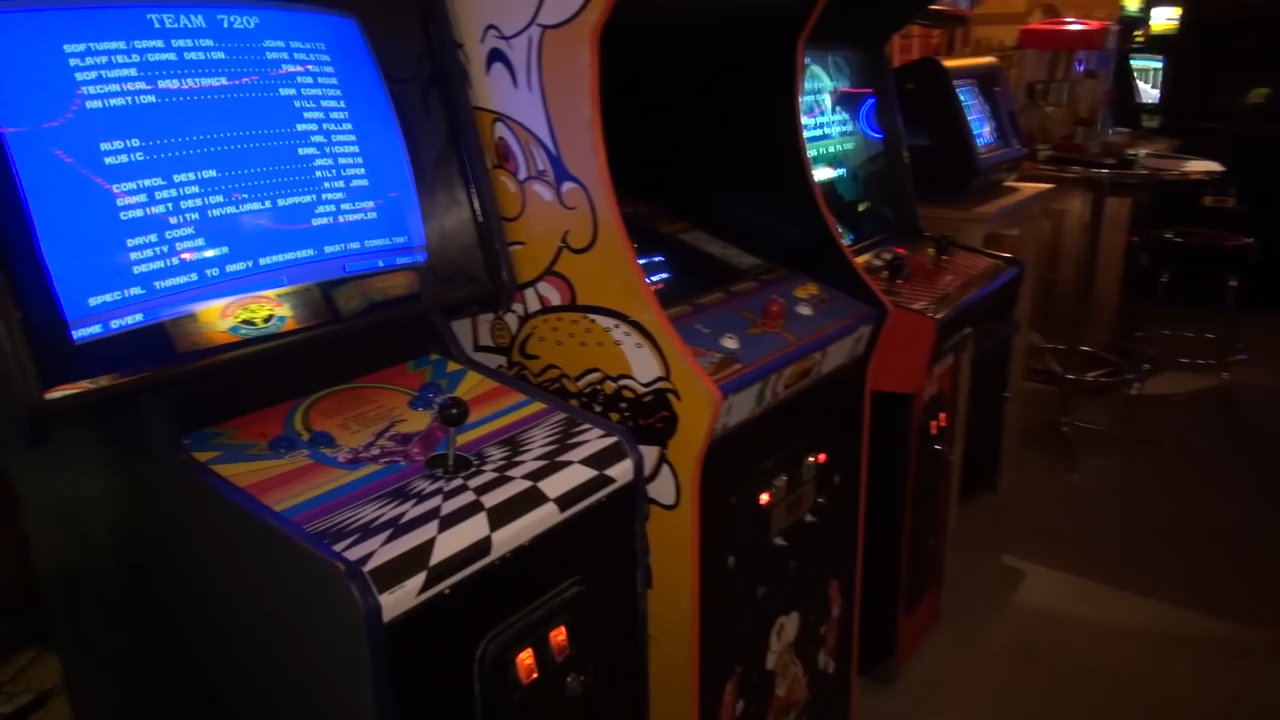 TEAM 720°
SOFTWARE/GAME DESIGN........JOHN SALWITZ
PLAYFIELD/GAME DESIGN.......DAVE RALSTON
SOFTWARE....................
TECHNICAL ASSISTANCE........ROB ROWE
ANIMATION...................SAM COMSTOCK
WILL NOBLE
MARK WEST
BRAD FULLER
AUDIO.......................HAL CANON
MUSIC.......................EARL VICKERS
CONTROL DESIGN..............JACK AKNIN
GAME DESIGN.................MILT LOPER
CABINET DESIGN..............MIKE JANG
WITH INVALUABLE SUPPORT FROM:
DAVE COOK JESS MELCHOR
RUSTY DAWE GARY STEMPLER
DENNIS
SPECIAL THANKS TO ANDY BERENDSEN, SKATING CONSULTANT
GAME OVER CREDITS